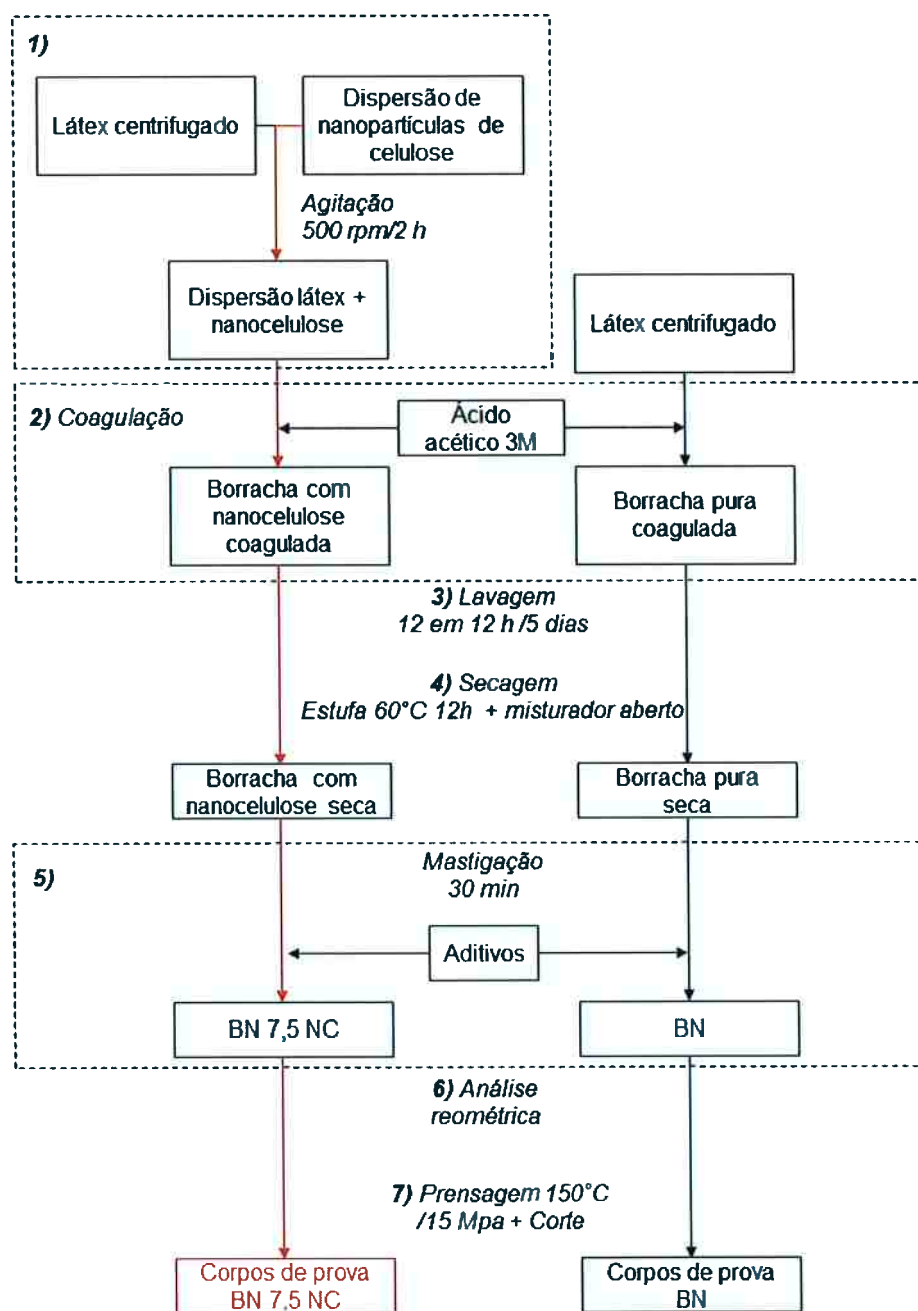 1)
Látex centrifugado
Dispersão de
nanopartículas de
celulose
Agitação
500 rpm/2 h
Dispersão látex +
nanocelulose
Látex centrifugado
2) Coagulação
Ácido
acético 3M
Borracha com
nanocelulose
coagulada
Borracha pura
coagulada
3) Lavagem
12 em 12 h /5 dias
4) Secagem
Estufa 60°C 12h + misturador aberto
Borracha com
nanocelulose seca
Borracha pura
seca
5)
Mastigação
30 min
Aditivos
BN 7,5 NC
BN
6) Análise
reométrica
7) Prensagem 150°C
/15 Mpa + Corte
Corpos de prova
BN 7,5 NC
Corpos de prova
BN